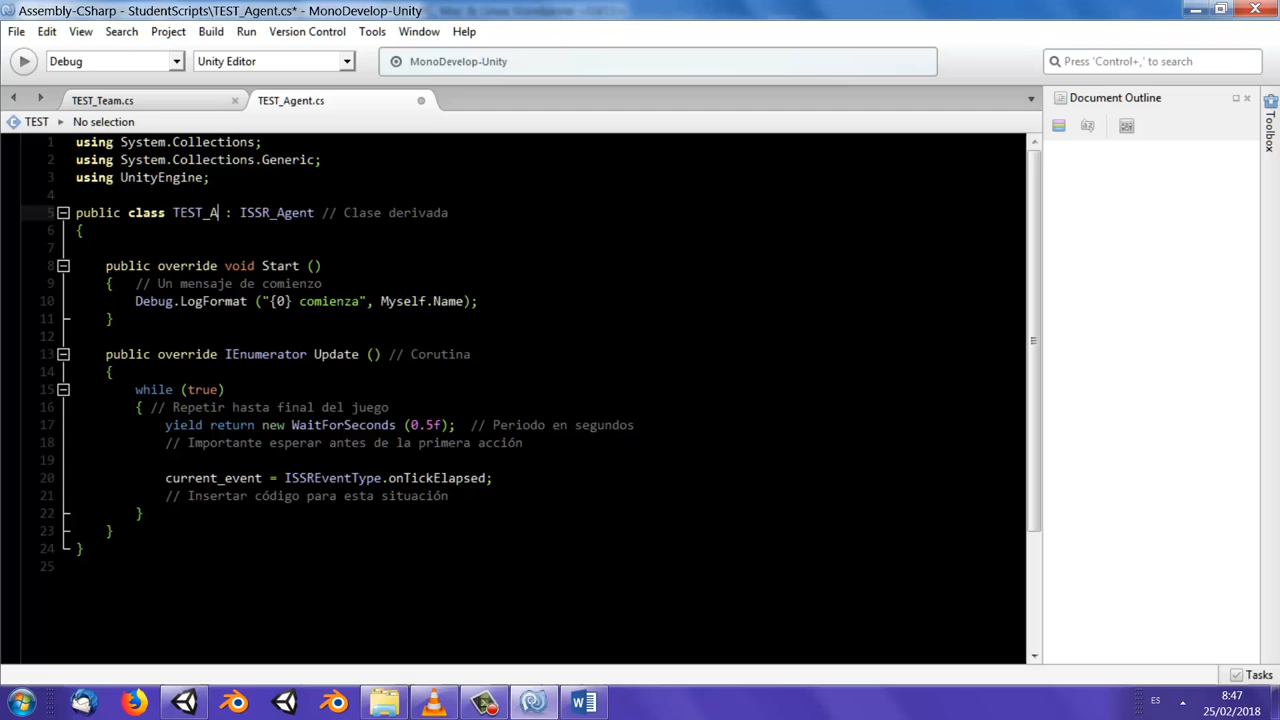 Assembly-CSharp - StudentScripts\TEST_Agent.cs* - MonoDevelop-Unity
File Edit View Search Project Build Run Version Control Tools Window Help
Debug Unity Editor MonoDevelop-Unity Press 'Control+,' to search
TEST_Team.cs TEST_Agent.cs Document Outline
TEST No selection
Toolbox
1 using System.Collections;
2 using System.Collections.Generic;
3 using UnityEngine;
4
5 public class TEST_A : ISSR_Agent // Clase derivada
6 {
7
8 public override void Start ()
9 { // Un mensaje de comienzo
10 Debug.LogFormat ("{0} comienza", Myself.Name);
11 }
12
13 public override IEnumerator Update () // Corutina
14 {
15 while (true)
16 { // Repetir hasta final del juego
17 yield return new WaitForSeconds (0.5f); // Periodo en segundos
18 // Importante esperar antes de la primera acción
19
20 current_event = ISSREventType.onTickElapsed;
21 // Insertar código para esta situación
22 }
23 }
24 }
25
Tasks
ES 8:47
25/02/2018